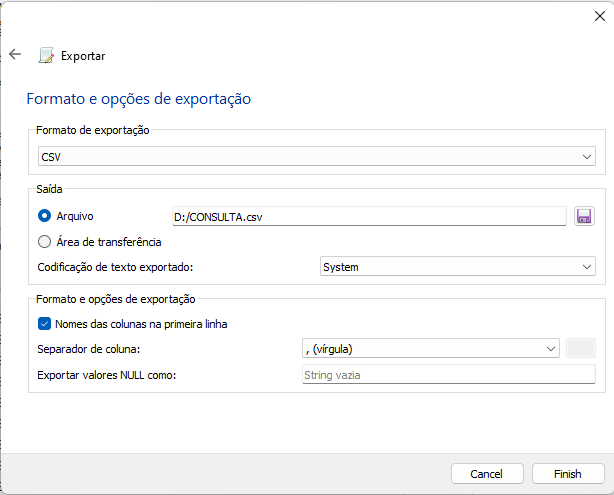 Exportar
Formato e opções de exportação
Formato de exportação
CSV
Saída
Arquivo
D:/CONSULTA.csv
Área de transferência
Codificação de texto exportado:
System
Formato e opções de exportação
Nomes das colunas na primeira linha
Separador de coluna:
, (vírgula)
Exportar valores NULL como:
String vazia
Cancel
Finish